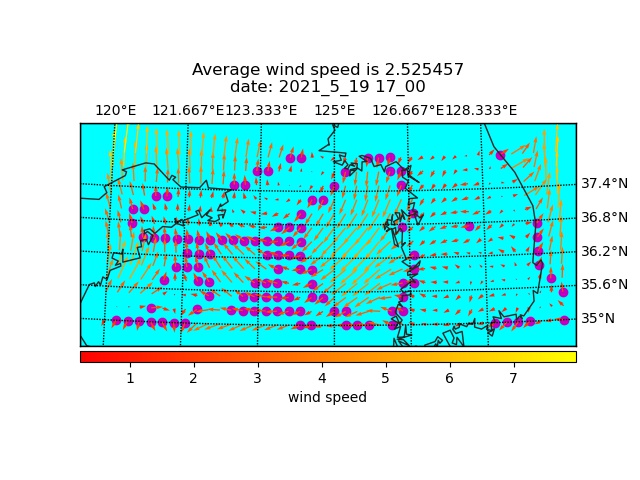 Average wind speed is 2.525457
date: 2021_5_19 17_00
120°E 121.667°E 123.333°E 125°E 126.667°E 128.333°E
37.4°N
36.8°N
36.2°N
35.6°N
35°N
1 2 3 4 5 6 7
wind speed